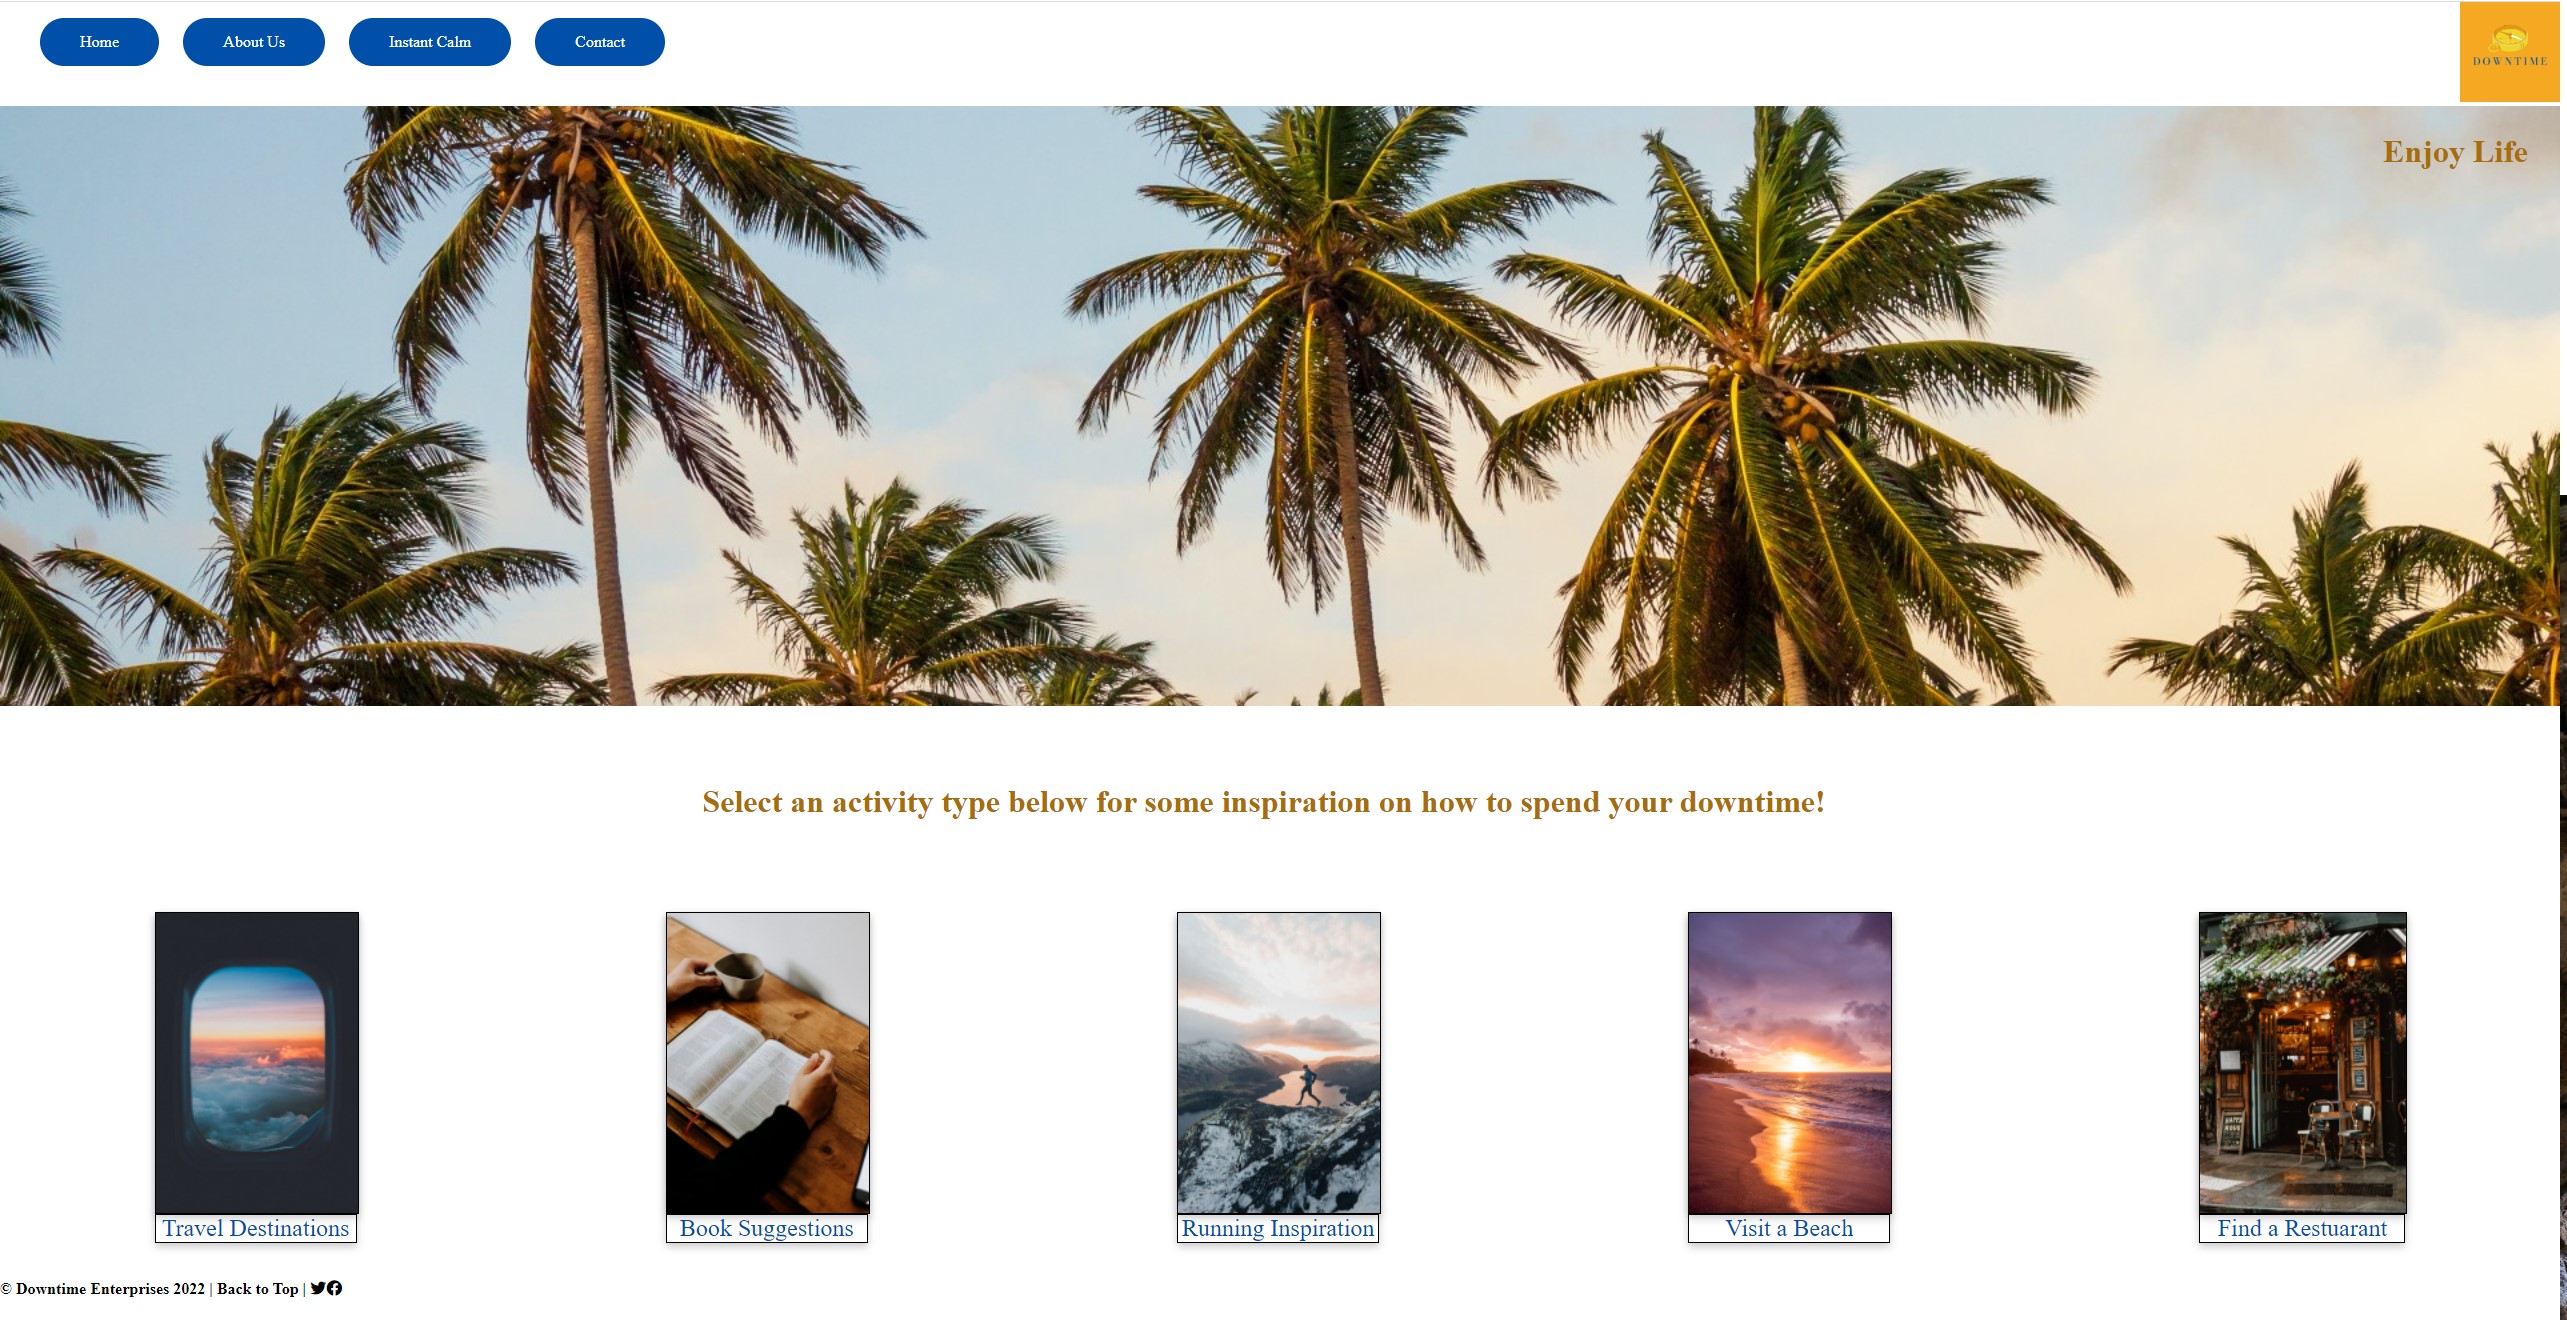 Home
About Us
Instant Calm
Contact
DOWNTIME
Enjoy Life
Select an activity type below for some inspiration on how to spend your downtime!
Travel Destinations
Book Suggestions
Running Inspiration
Visit a Beach
Find a Restuarant
© Downtime Enterprises 2022 | Back to Top |